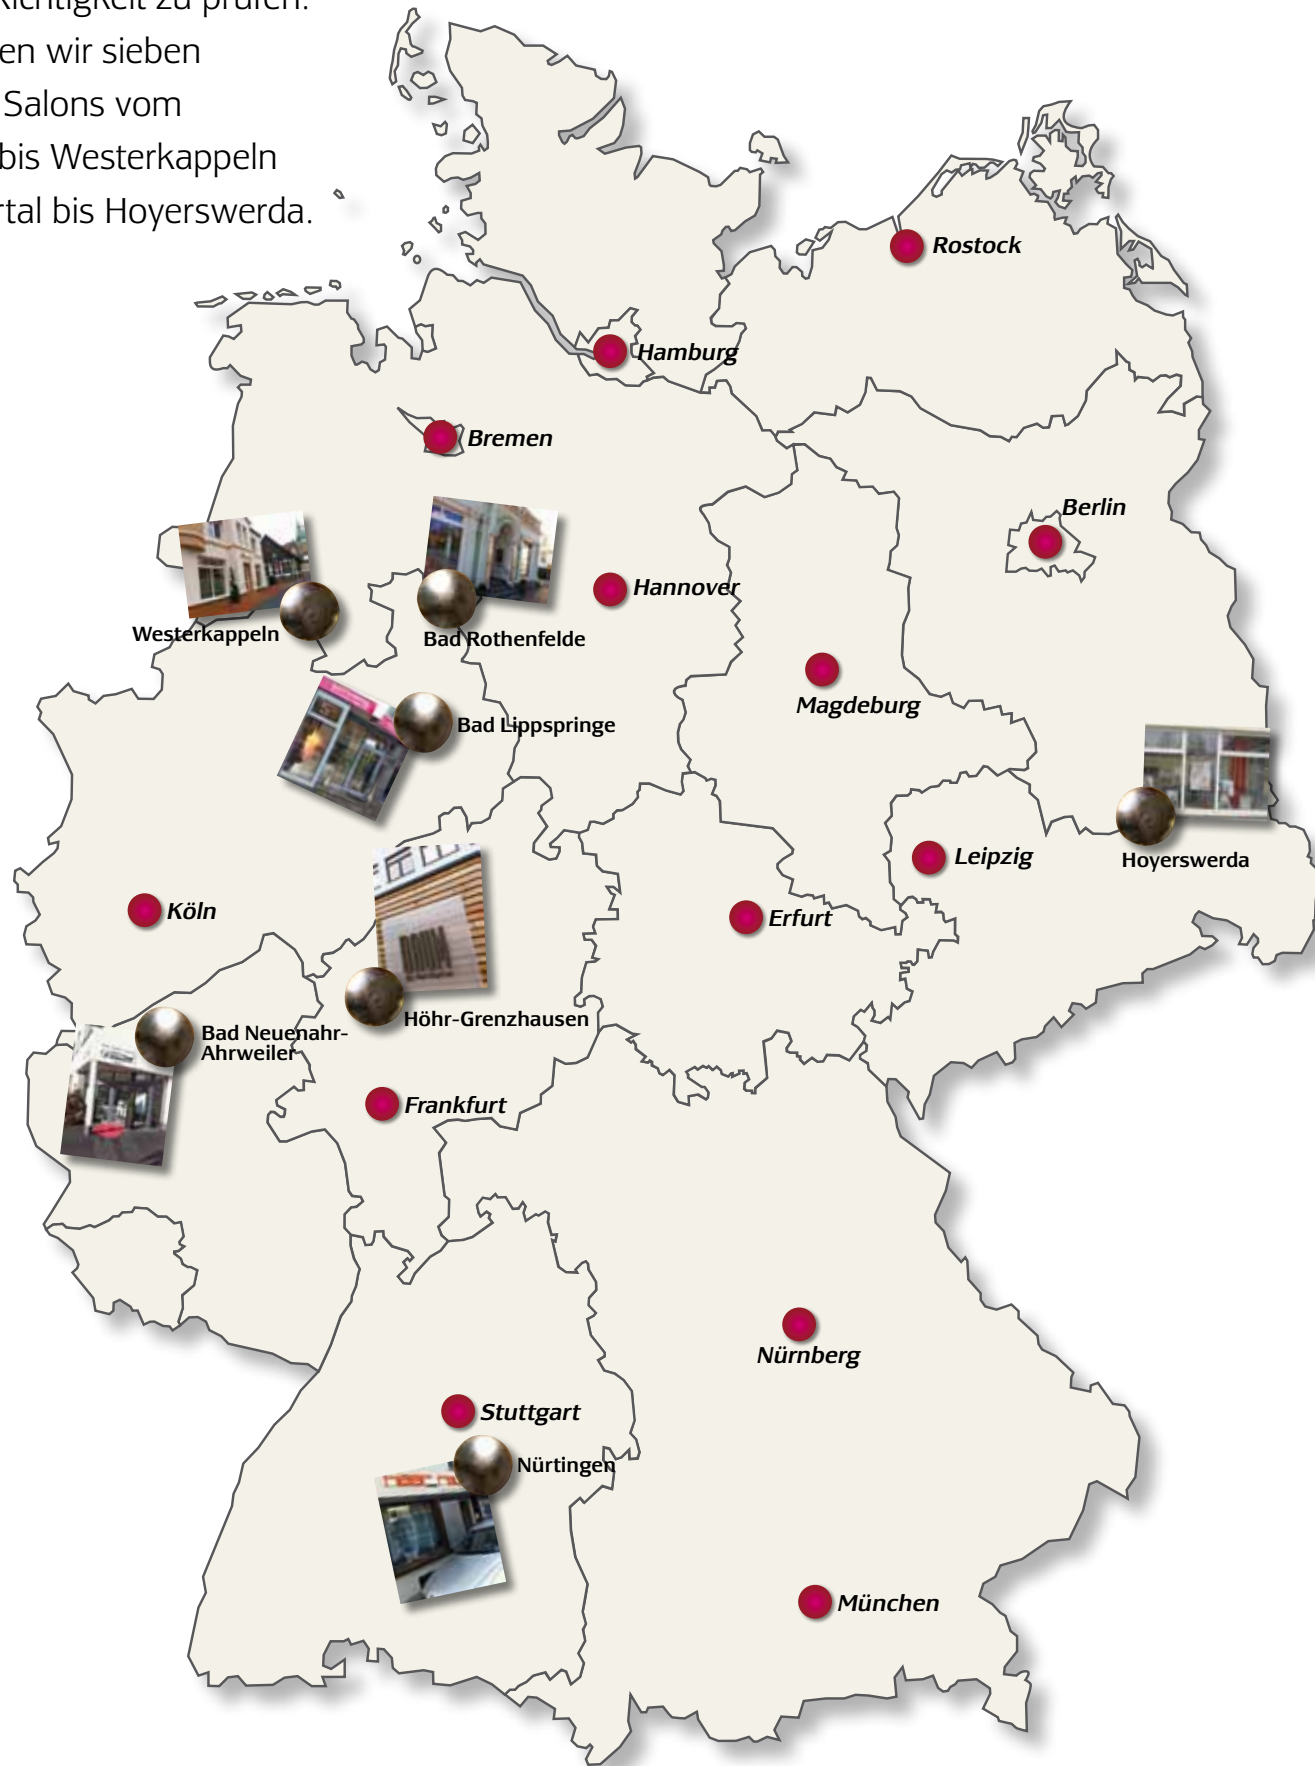 ichtigkeit zu prüfen.
en wir sieben
Salons vom
bis Westerkappeln
rtal bis Hoyerswerda.
Rostock
Hamburg
Bremen
Berlin
Hannover
Westerkappeln
Bad Rothenfelde
Magdeburg
Bad Lippspringe
Leipzig
Hoyerswerda
Köln
Erfurt
Höhr-Grenzhausen
Bad Neuenahr-
Ahrweiler
Frankfurt
Nürnberg
Stuttgart
Nürtingen
München